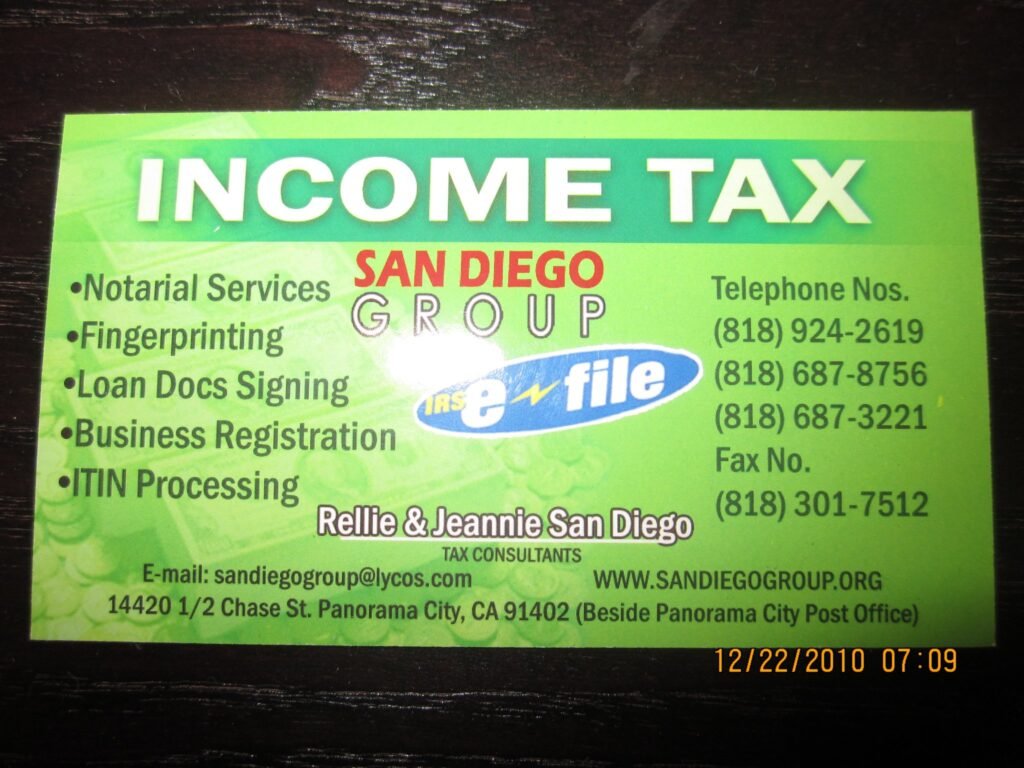 INCOME TAX
SAN DIEGO
GROUP
IRS e file
•Notarial Services
•Fingerprinting
•Loan Docs Signing
•Business Registration
•ITIN Processing
Telephone Nos.
(818) 924-2619
(818) 687-8756
(818) 687-3221
Fax No.
(818) 301-7512
Rellie & Jeannie San Diego
TAX CONSULTANTS
E-mail: sandiegogroup@lycos.com WWW.SANDIEGOGROUP.ORG
14420 1/2 Chase St. Panorama City, CA 91402 (Beside Panorama City Post Office)
12/22/2010 07:09